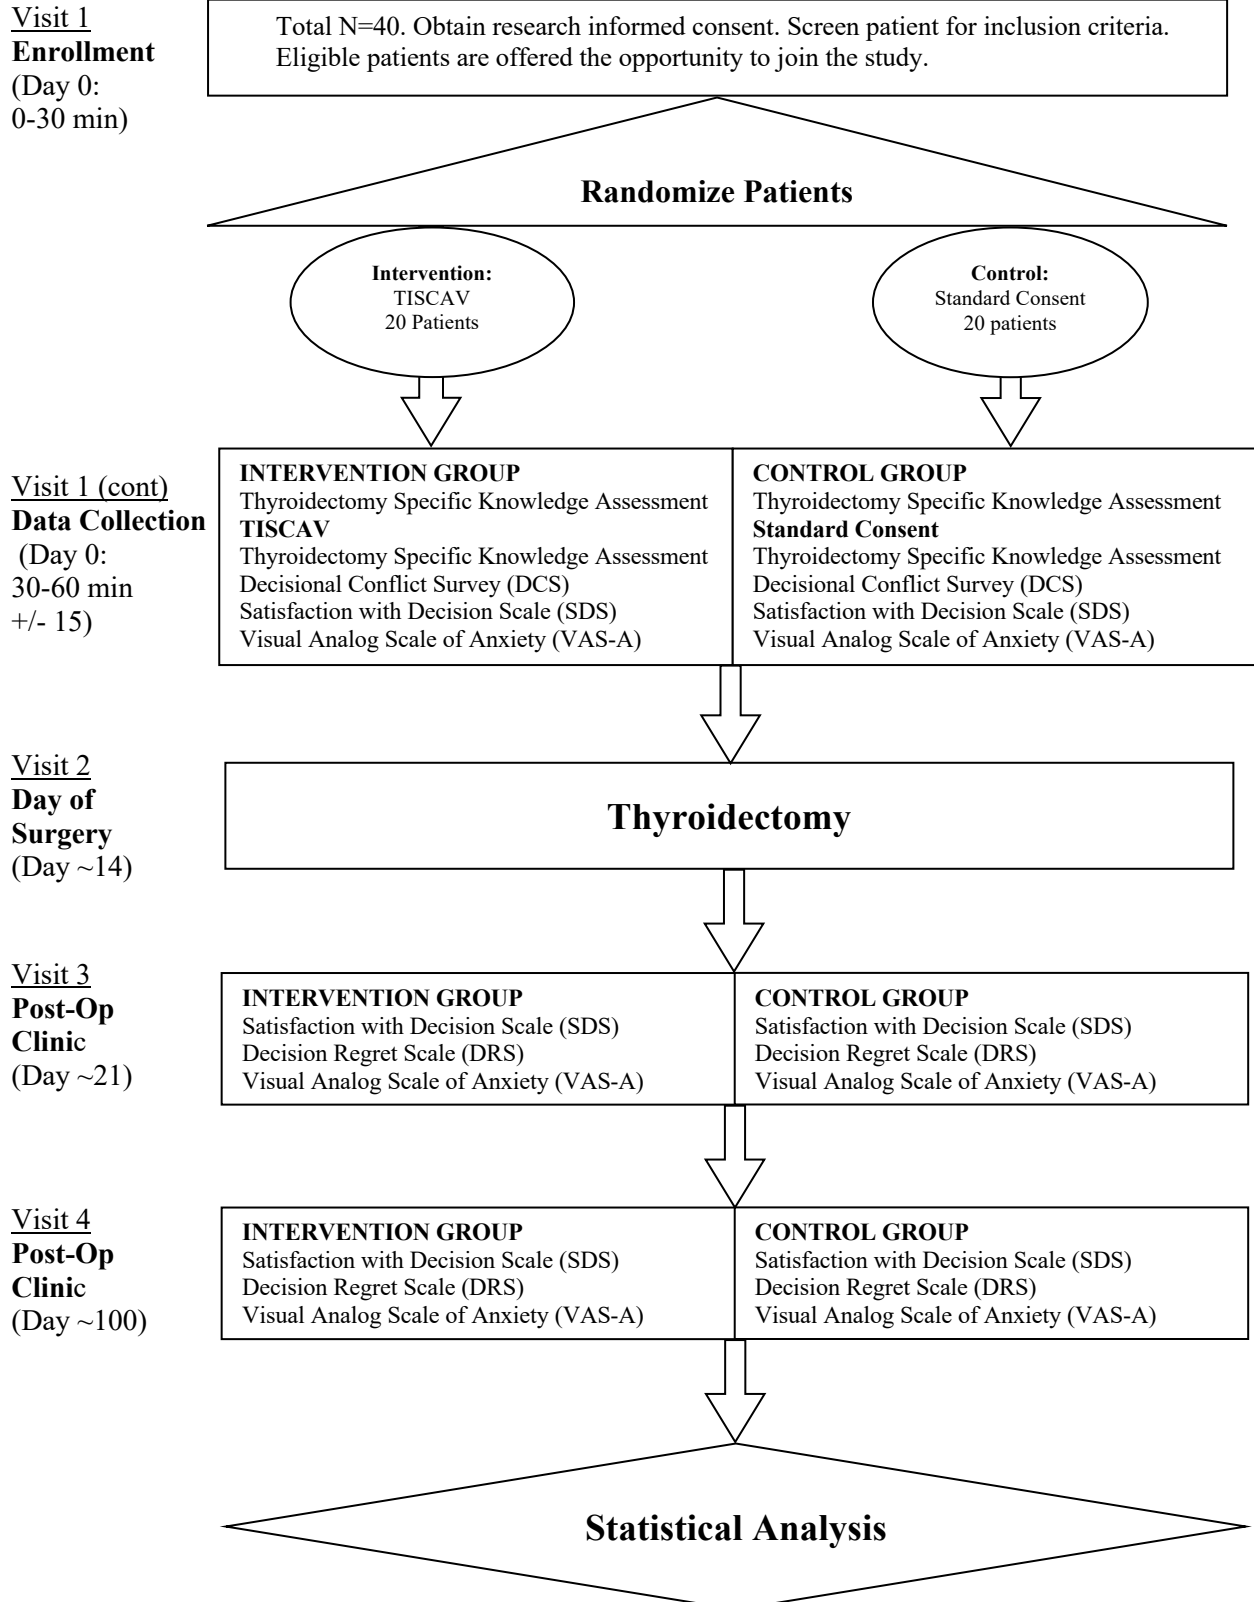 Visit 1
Enrollment
(Day 0:
0-30 min)
Total N=40. Obtain research informed consent. Screen patient for inclusion criteria.
Eligible patients are offered the opportunity to join the study.
Randomize Patients
Intervention:
TISCAV
20 Patients
Control:
Standard Consent
20 patients
Visit 1 (cont)
Data Collection
(Day 0:
30-60 min
+/- 15)
INTERVENTION GROUP
Thyroidectomy Specific Knowledge Assessment
TISCAV
Thyroidectomy Specific Knowledge Assessment
Decisional Conflict Survey (DCS)
Satisfaction with Decision Scale (SDS)
Visual Analog Scale of Anxiety (VAS-A)
CONTROL GROUP
Thyroidectomy Specific Knowledge Assessment
Standard Consent
Thyroidectomy Specific Knowledge Assessment
Decisional Conflict Survey (DCS)
Satisfaction with Decision Scale (SDS)
Visual Analog Scale of Anxiety (VAS-A)
Visit 2
Day of
Surgery
(Day ~14)
Thyroidectomy
Visit 3
Post-Op
Clinic
(Day ~21)
INTERVENTION GROUP
Satisfaction with Decision Scale (SDS)
Decision Regret Scale (DRS)
Visual Analog Scale of Anxiety (VAS-A)
CONTROL GROUP
Satisfaction with Decision Scale (SDS)
Decision Regret Scale (DRS)
Visual Analog Scale of Anxiety (VAS-A)
Visit 4
Post-Op
Clinic
(Day ~100)
INTERVENTION GROUP
Satisfaction with Decision Scale (SDS)
Decision Regret Scale (DRS)
Visual Analog Scale of Anxiety (VAS-A)
CONTROL GROUP
Satisfaction with Decision Scale (SDS)
Decision Regret Scale (DRS)
Visual Analog Scale of Anxiety (VAS-A)
Statistical Analysis